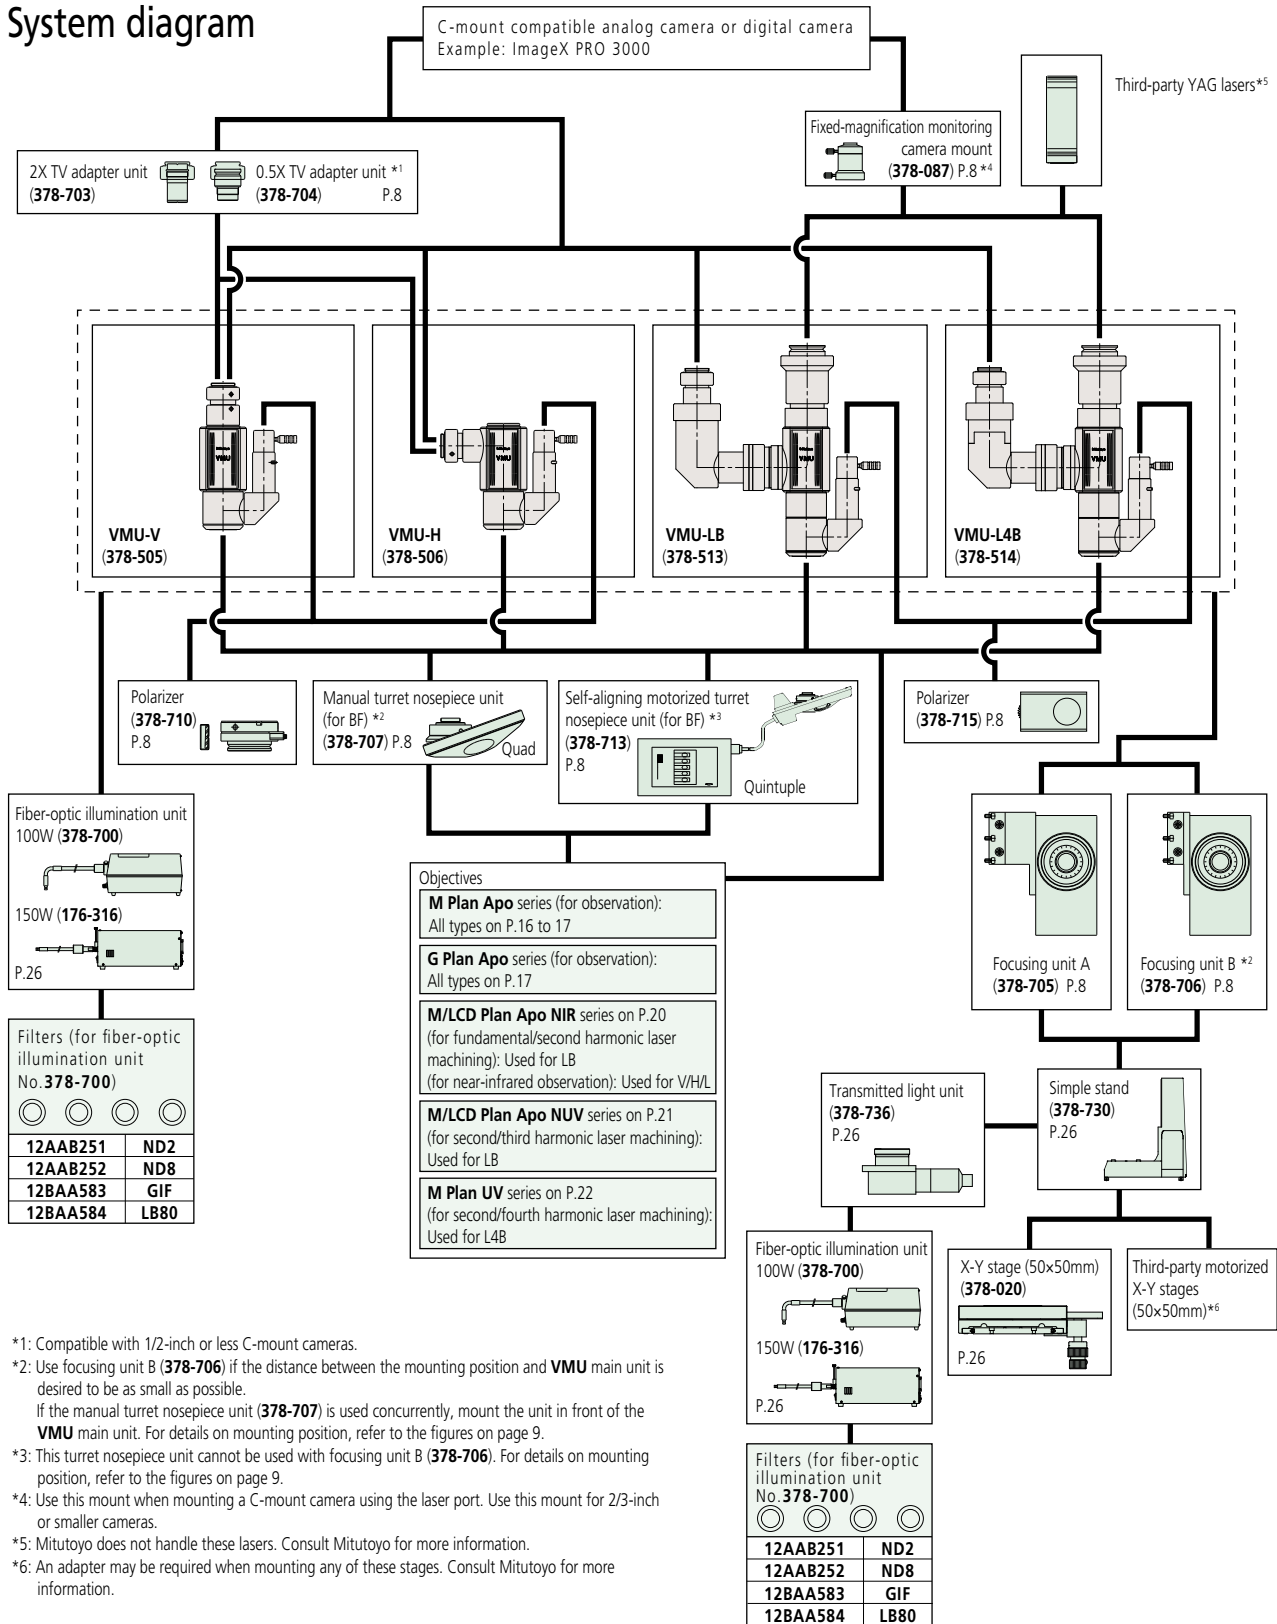 System diagram
C-mount compatible analog camera or digital camera
Example: ImageX PRO 3000
Third-party YAG lasers*5
Fixed-magnification monitoring
camera mount
(378-087) P.8 *4
2X TV adapter unit
(378-703)
0.5X TV adapter unit *1
(378-704) P.8
VMU
VMU-V
(378-505)
VMU
VMU-H
(378-506)
VMU
VMU-LB
(378-513)
VMU
VMU-L4B
(378-514)
Polarizer
(378-710)
P.8
Manual turret nosepiece unit
(for BF) *2
(378-707) P.8
Quad
Self-aligning motorized turret
nosepiece unit (for BF) *3
(378-713)
P.8
Quintuple
Polarizer
(378-715) P.8
Fiber-optic illumination unit
100W (378-700)
150W (176-316)
P.26
Filters (for fiber-optic
illumination unit
No.378-700)
12AAB251 ND2
12AAB252 ND8
12BAA583 GIF
12BAA584 LB80
Objectives
M Plan Apo series (for observation):
All types on P.16 to 17
G Plan Apo series (for observation):
All types on P.17
M/LCD Plan Apo NIR series on P.20
(for fundamental/second harmonic laser
machining): Used for LB
(for near-infrared observation): Used for V/H/L
M/LCD Plan Apo NUV series on P.21
(for second/third harmonic laser machining):
Used for LB
M Plan UV series on P.22
(for second/fourth harmonic laser machining):
Used for L4B
Focusing unit A
(378-705) P.8
Focusing unit B *2
(378-706) P.8
Transmitted light unit
(378-736)
P.26
Simple stand
(378-730)
P.26
Fiber-optic illumination unit
100W (378-700)
150W (176-316)
P.26
X-Y stage (50×50mm)
(378-020)
P.26
Third-party motorized
X-Y stages
(50×50mm)*6
Filters (for fiber-optic
illumination unit
No.378-700)
12AAB251 ND2
12AAB252 ND8
12BAA583 GIF
12BAA584 LB80
*1: Compatible with 1/2-inch or less C-mount cameras.
*2: Use focusing unit B (378-706) if the distance between the mounting position and VMU main unit is
desired to be as small as possible.
If the manual turret nosepiece unit (378-707) is used concurrently, mount the unit in front of the
VMU main unit. For details on mounting position, refer to the figures on page 9.
*3: This turret nosepiece unit cannot be used with focusing unit B (378-706). For details on mounting
position, refer to the figures on page 9.
*4: Use this mount when mounting a C-mount camera using the laser port. Use this mount for 2/3-inch
or smaller cameras.
*5: Mitutoyo does not handle these lasers. Consult Mitutoyo for more information.
*6: An adapter may be required when mounting any of these stages. Consult Mitutoyo for more
information.